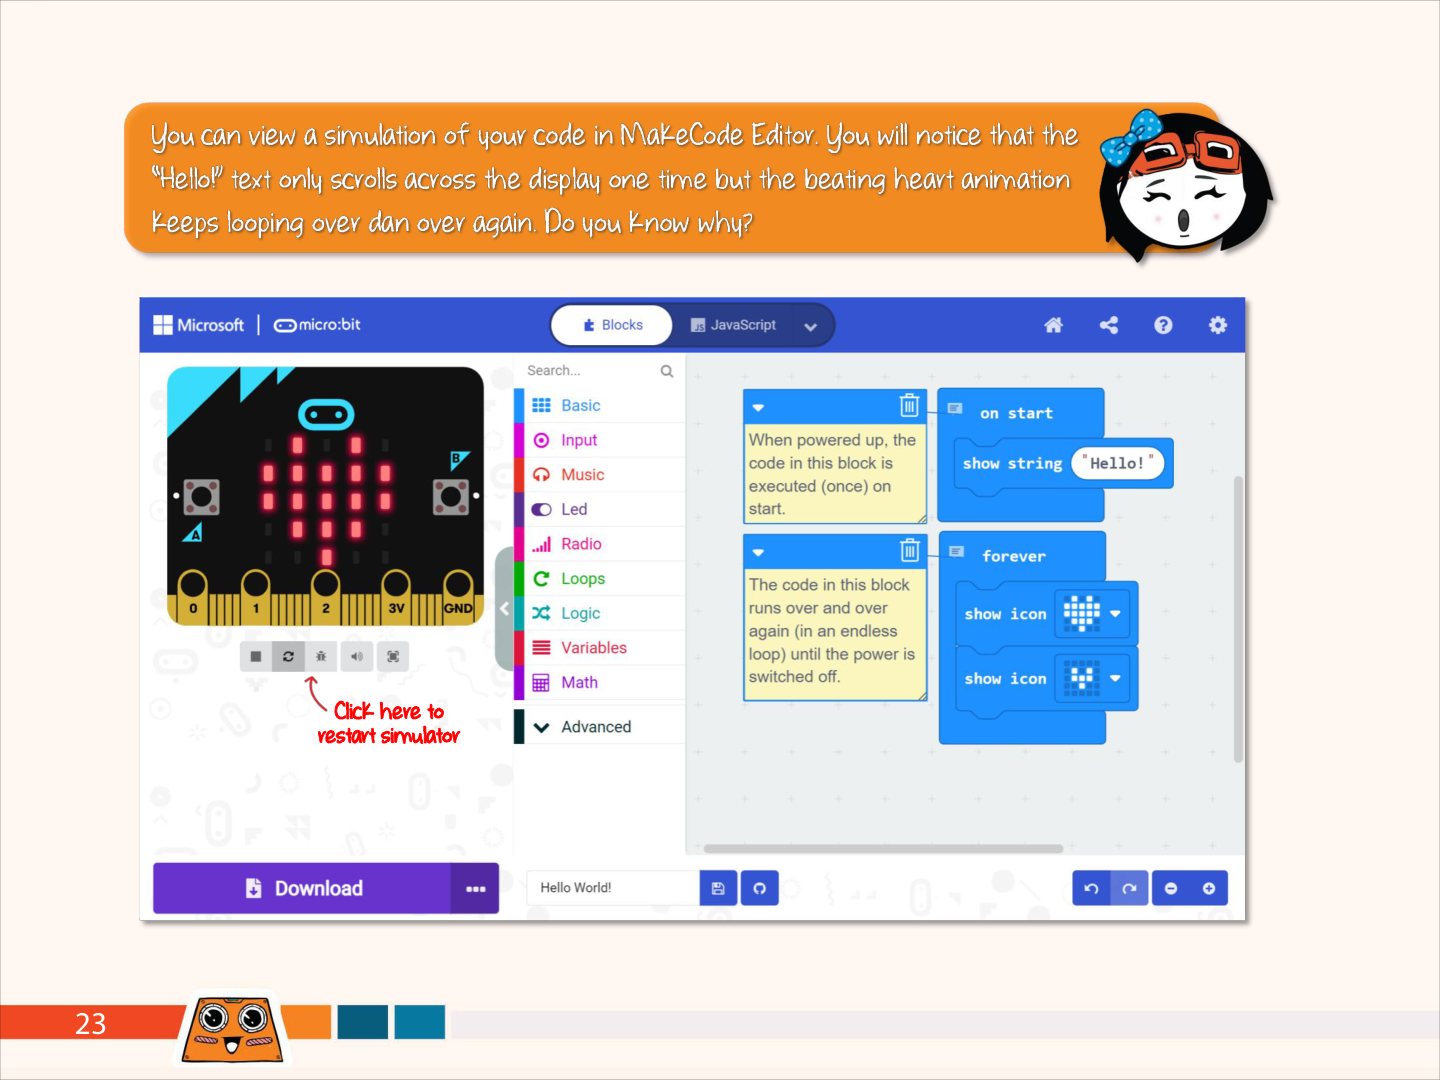 You can view a simulation of your code in MakeCode Editor. You will notice that the
"Hello!" text only scrolls across the display one time but the beating heart animation
keeps looping over dan over again. Do you know why?
Microsoft | micro:bit
Blocks
JS JavaScript
Search...
Basic
Input
Music
Led
Radio
Loops
Logic
Variables
Math
Advanced
B
A
0 1 2 3V GND
Click here to
restart simulator
When powered up, the
code in this block is
executed (once) on
start.
on start
show string "Hello!"
The code in this block
runs over and over
again (in an endless
loop) until the power is
switched off.
forever
show icon
show icon
Download
Hello World!
23